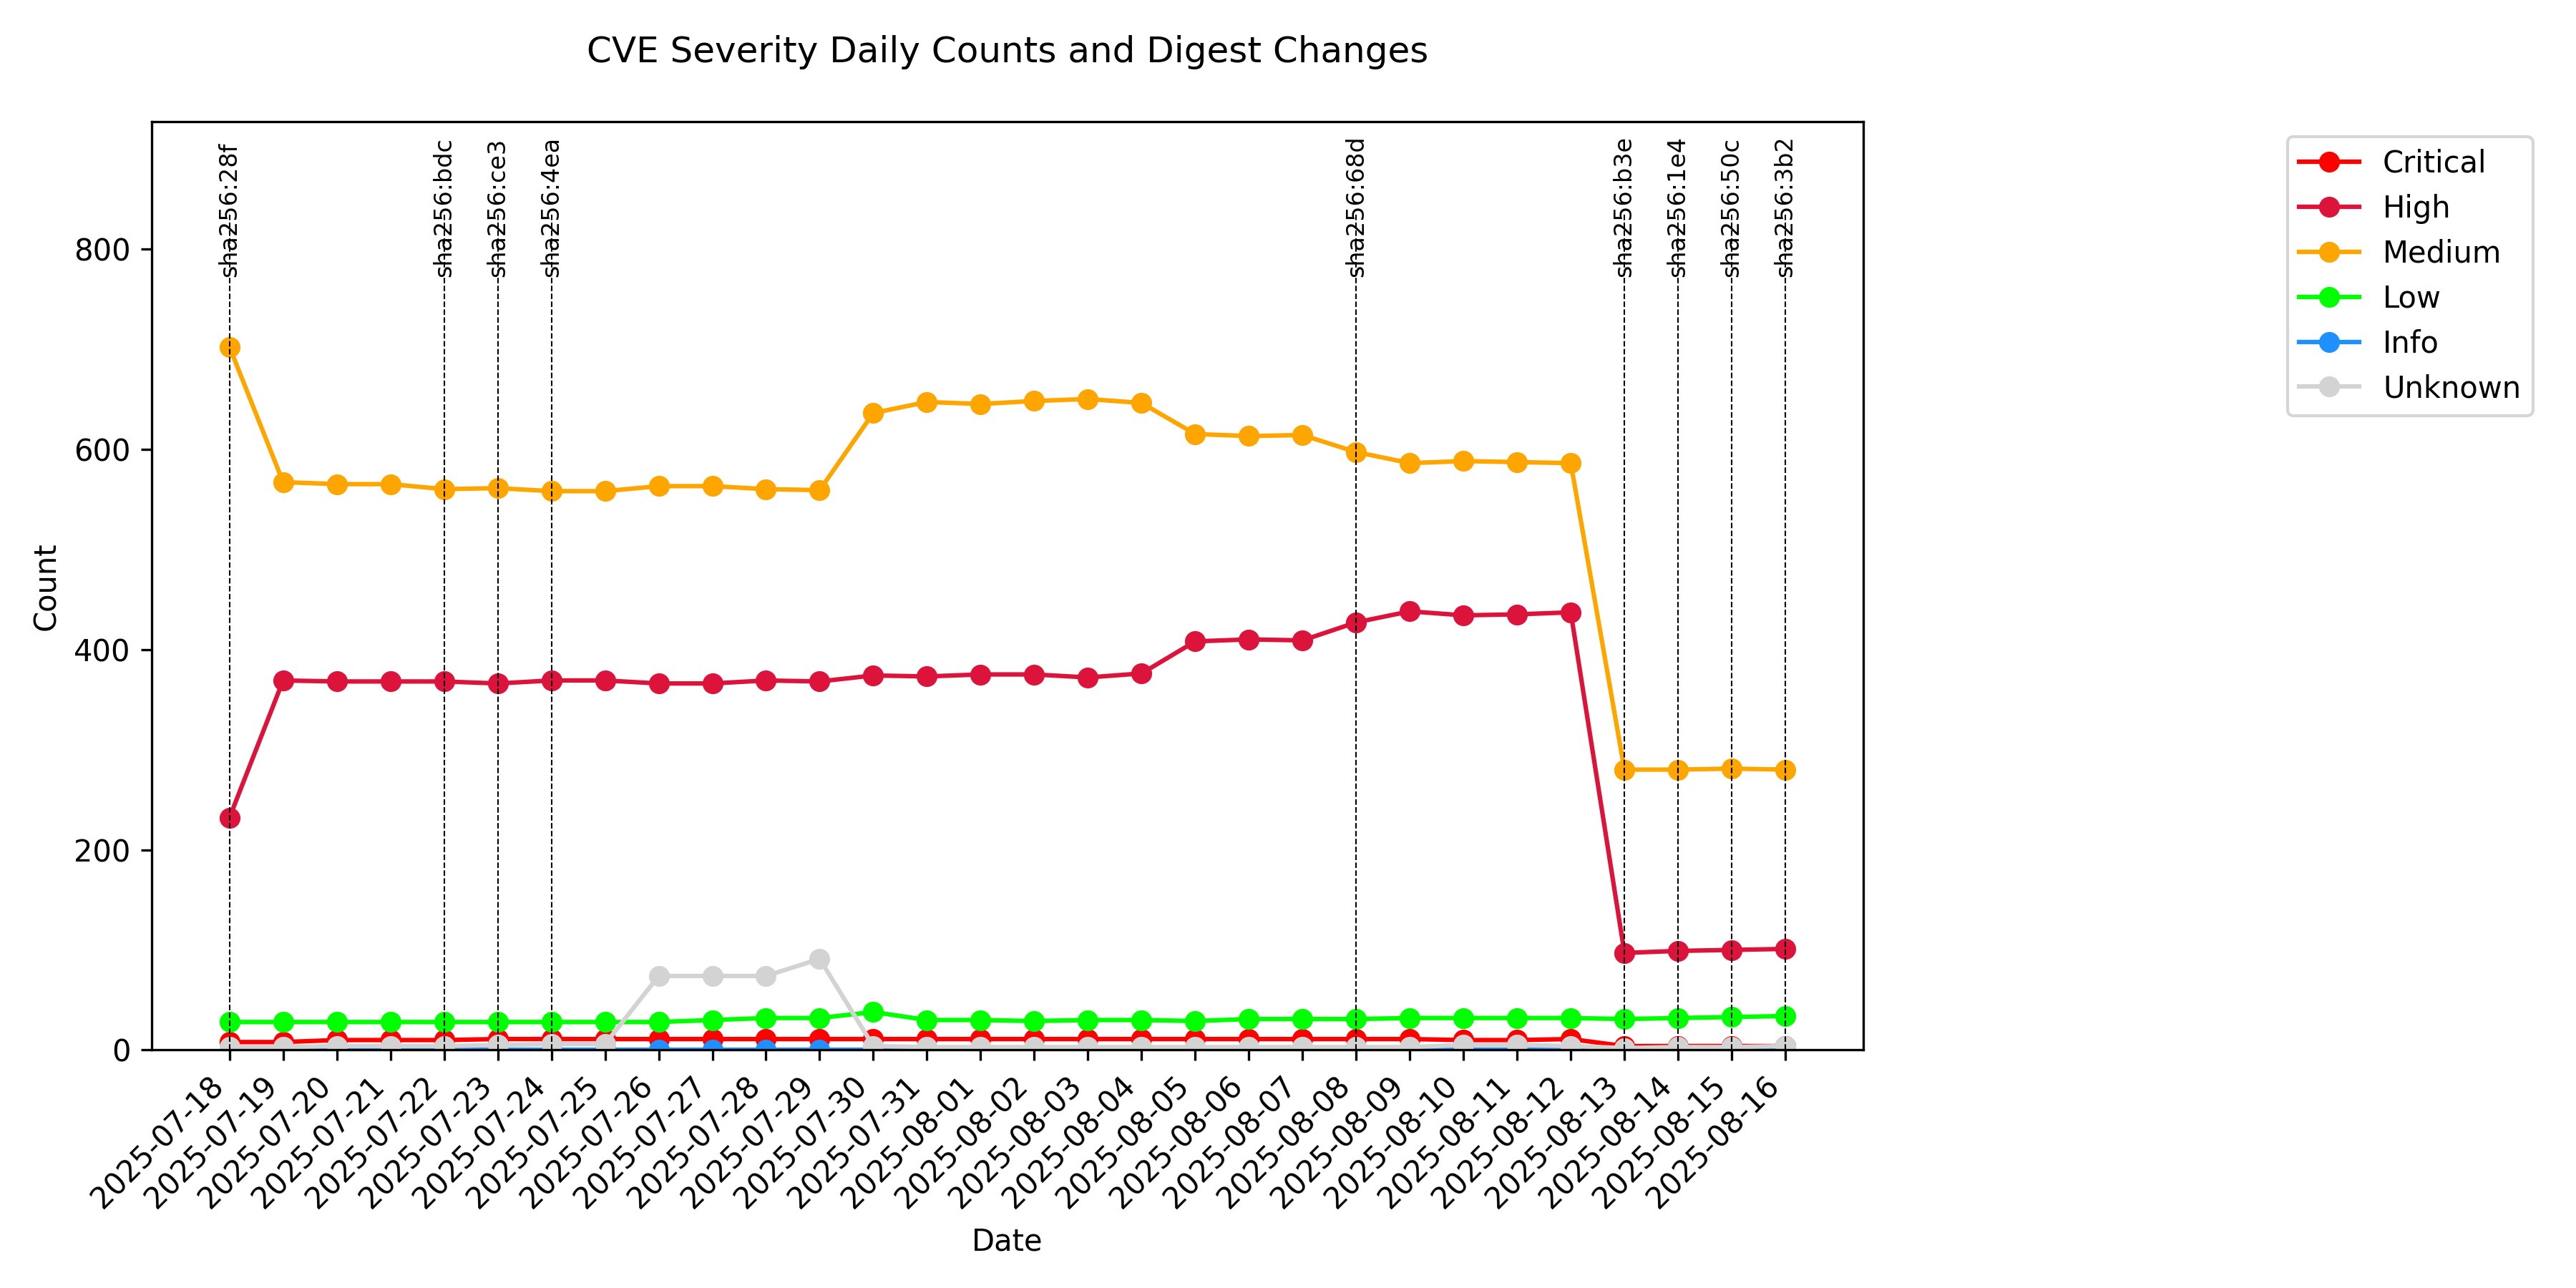 CVE Severity Daily Counts and Digest Changes
sha256:28f
sha256:bdc
sha256:ce3
sha256:4ea
sha256:68d
sha256:b3e
sha256:1e4
sha256:50c
sha256:3b2
Critical
High
Medium
Low
Info
Unknown
Count
800
600
400
200
0
2025-07-18
2025-07-19
2025-07-20
2025-07-21
2025-07-22
2025-07-23
2025-07-24
2025-07-25
2025-07-26
2025-07-27
2025-07-28
2025-07-29
2025-07-30
2025-07-31
2025-08-01
2025-08-02
2025-08-03
2025-08-04
2025-08-05
2025-08-06
2025-08-07
2025-08-08
2025-08-09
2025-08-10
2025-08-11
2025-08-12
2025-08-13
2025-08-14
2025-08-15
2025-08-16
Date